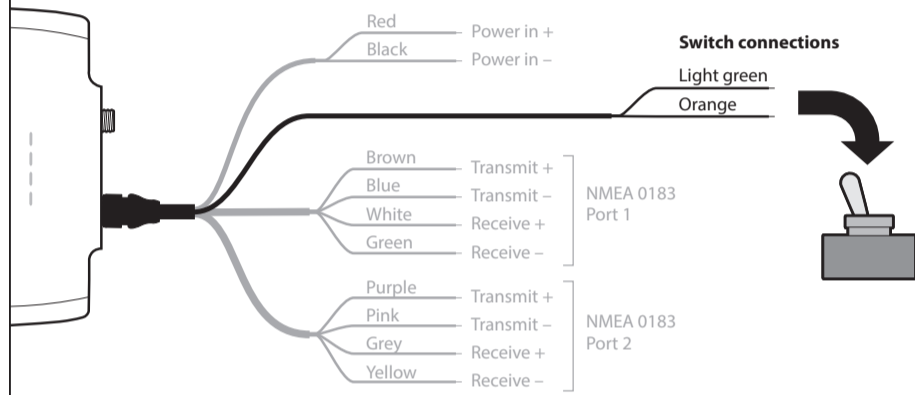 Red
Power in +
Black
Power in –
Switch connections
Light green
Orange
Brown
Transmit +
Blue
Transmit –
White
Receive +
Green
Receive –
NMEA 0183
Port 1
Purple
Transmit +
Pink
Transmit –
Grey
Receive +
Yellow
Receive –
NMEA 0183
Port 2